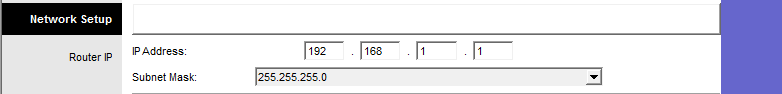 Network Setup
Router IP
IP Address: 192 . 168 . 1 . 1
Subnet Mask: 255.255.255.0